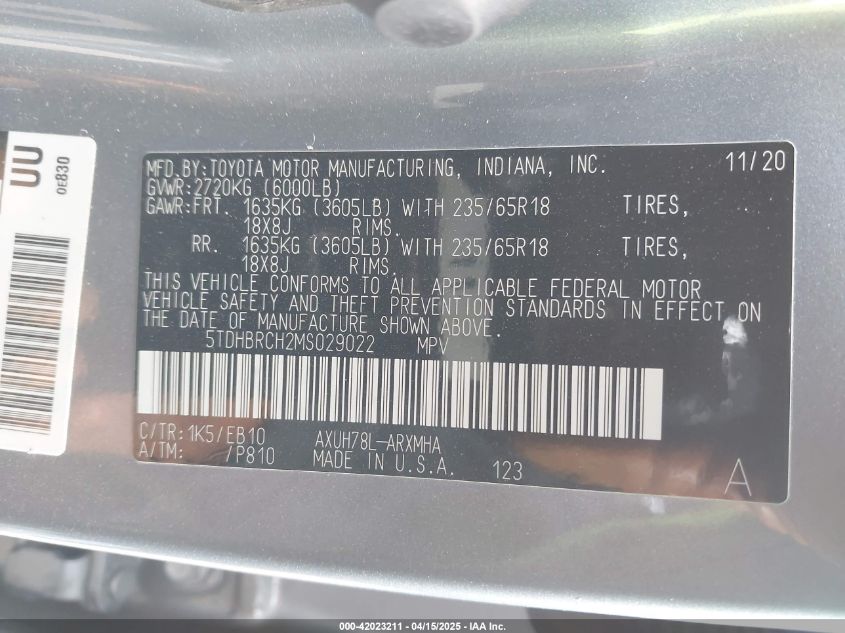 UU
0E830
MFD.BY:TOYOTA MOTOR MANUFACTURING, INDIANA, INC. 11/20
GVWR:2720KG (6000LB)
GAWR:FRT. 1635KG (3605LB) WITH 235/65R18 TIRES,
18X8J RIMS.
RR. 1635KG (3605LB) WITH 235/65R18 TIRES,
18X8J RIMS.
THIS VEHICLE CONFORMS TO ALL APPLICABLE FEDERAL MOTOR
VEHICLE SAFETY AND THEFT PREVENTION STANDARDS IN EFFECT ON
THE DATE OF MANUFACTURE SHOWN ABOVE.
5TDHBRCH2MS029022 MPV
C/TR:1K5/EB10 AXUH78L-ARXMHA
A/TM: /P810 MADE IN U.S.A. 123 A
000-42023211 - 04/15/2025 - IAA Inc.